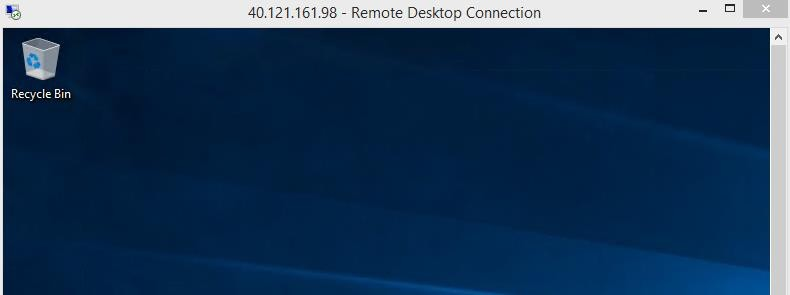 40.121.161.98 - Remote Desktop Connection
Recycle Bin